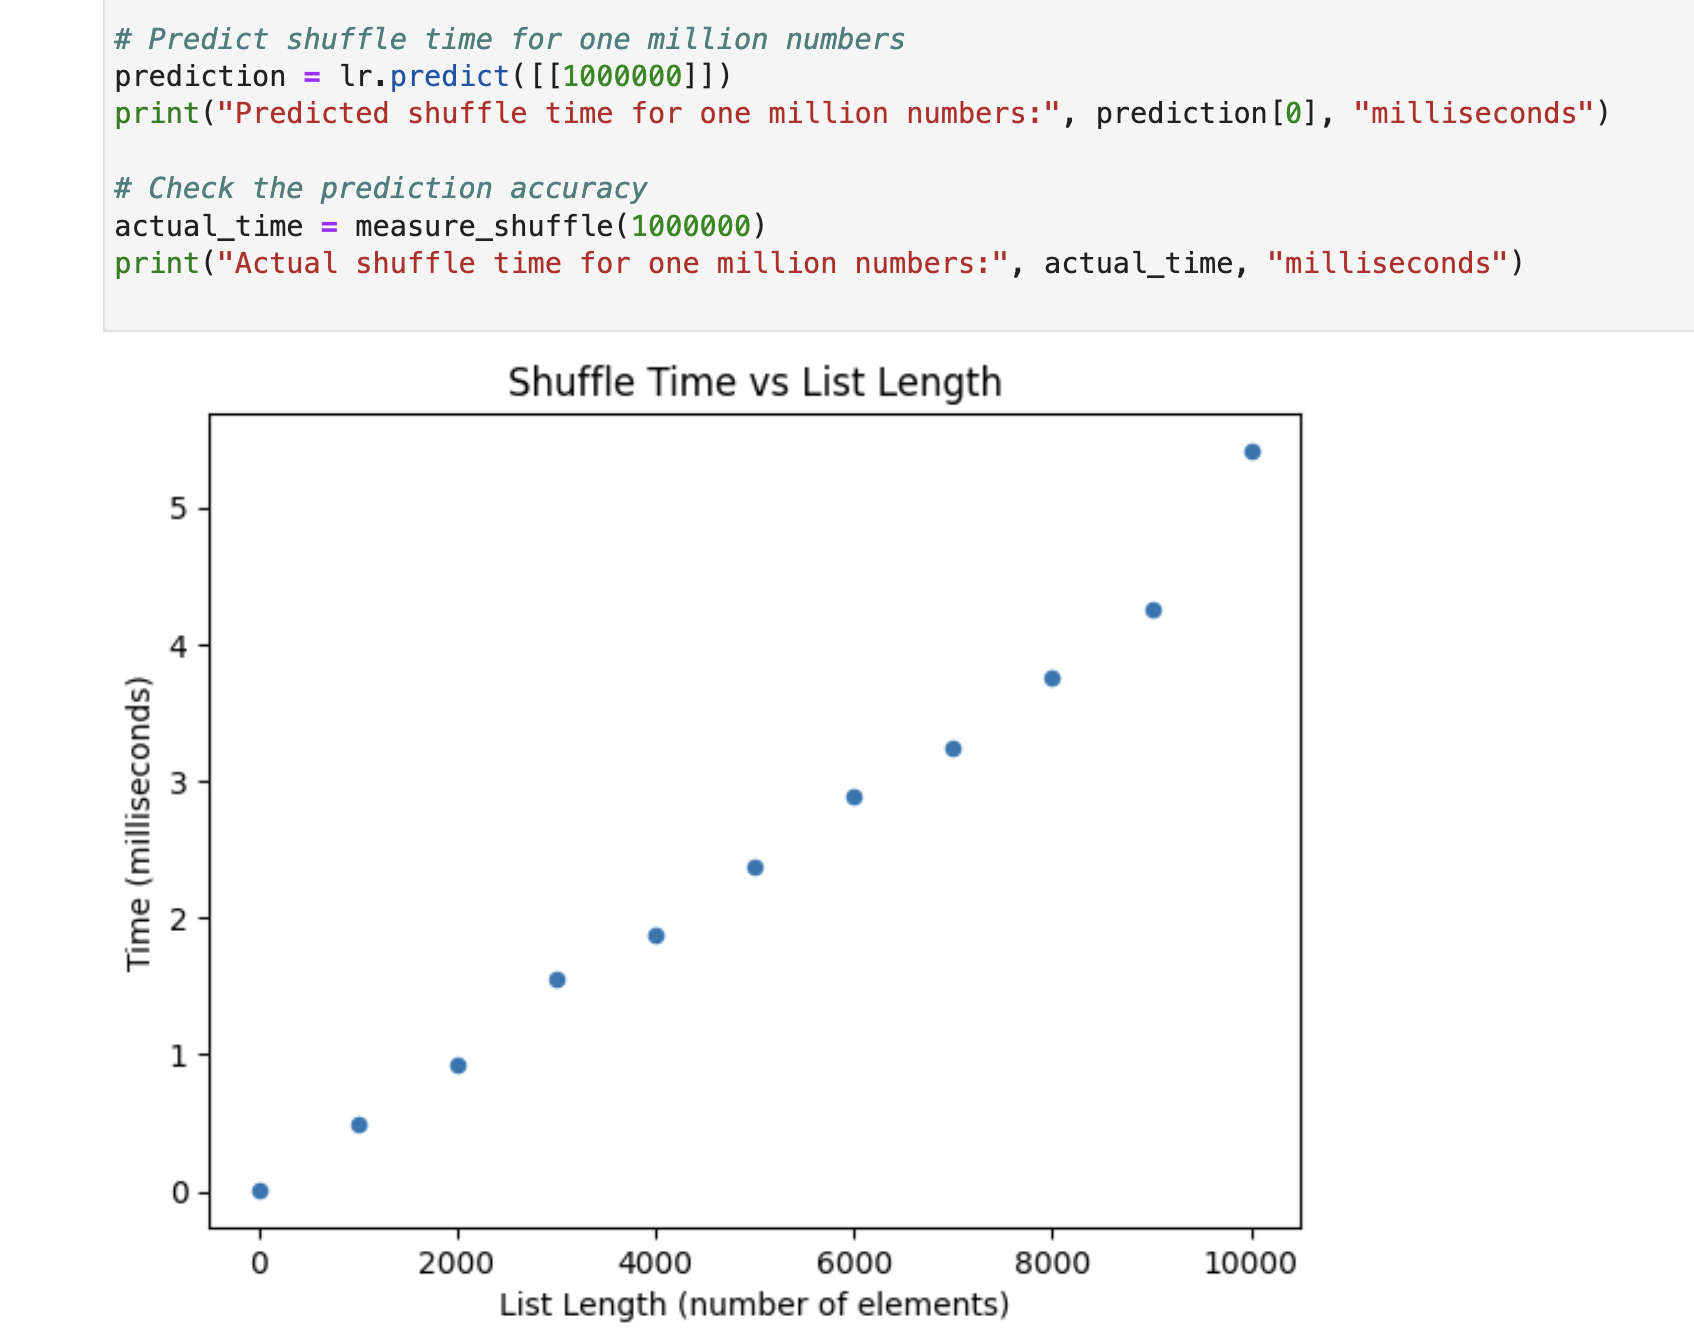 # Predict shuffle time for one million numbers
prediction = lr.predict([[1000000]])
print("Predicted shuffle time for one million numbers:", prediction[0], "milliseconds")
# Check the prediction accuracy
actual_time = measure_shuffle(1000000)
print("Actual shuffle time for one million numbers:", actual_time, "milliseconds")
Shuffle Time vs List Length
5
4
3
2
1
0
Time (milliseconds)
0 2000 4000 6000 8000 10000
List Length (number of elements)